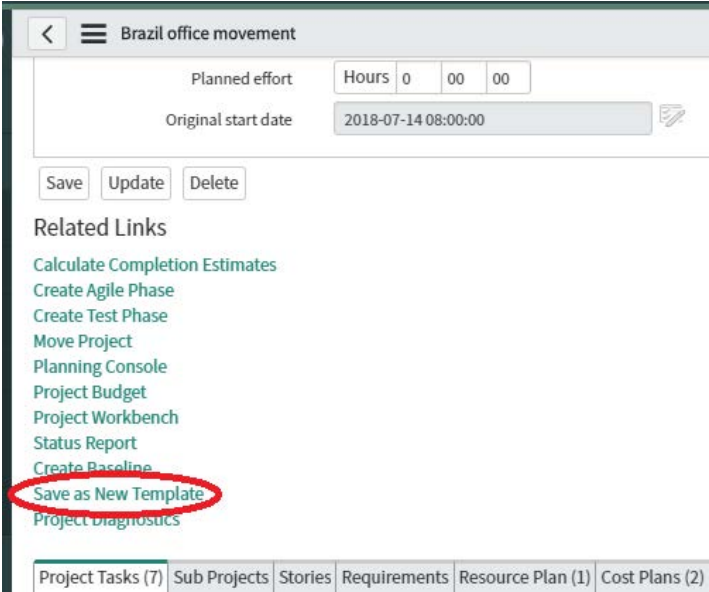 Brazil office movement
Planned effort Hours 0 00 00
Original start date 2018-07-14 08:00:00
Save Update Delete
Related Links
Calculate Completion Estimates
Create Agile Phase
Create Test Phase
Move Project
Planning Console
Project Budget
Project Workbench
Status Report
Create Baseline
Save as New Template
Project Diagnostics
Project Tasks (7) Sub Projects Stories Requirements Resource Plan (1) Cost Plans (2)